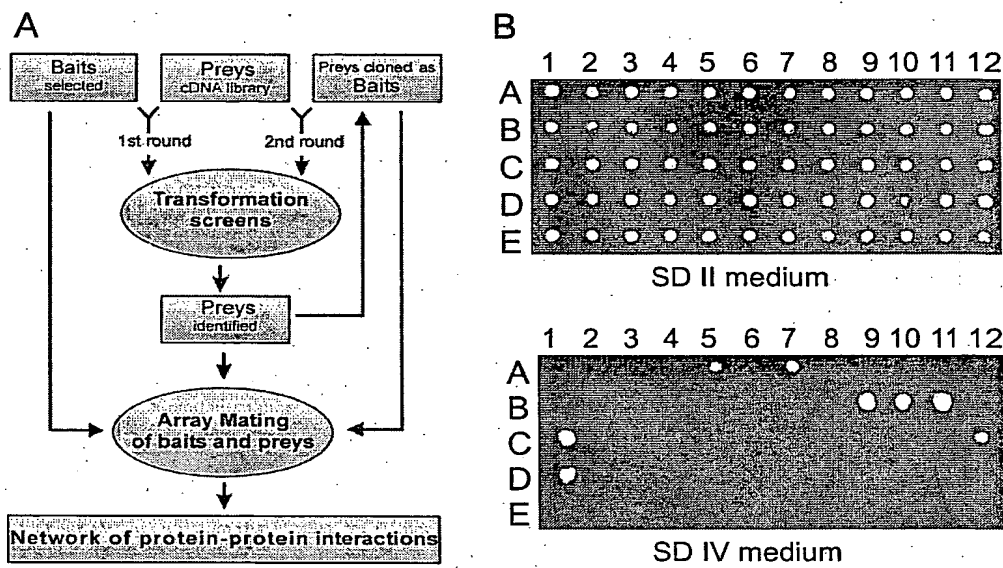 A
Baits
selected
Preys
cDNA library
Preys cloned as
Baits
1st round
2nd round
Transformation
screens
Preys
identified
Array Mating
of baits and preys
Network of protein-protein interactions
B
1 2 3 4 5 6 7 8 9 10 11 12
A
B
C
D
E
SD II medium
1 2 3 4 5 6 7 8 9 10 11 12
A
B
C
D
E
SD IV medium